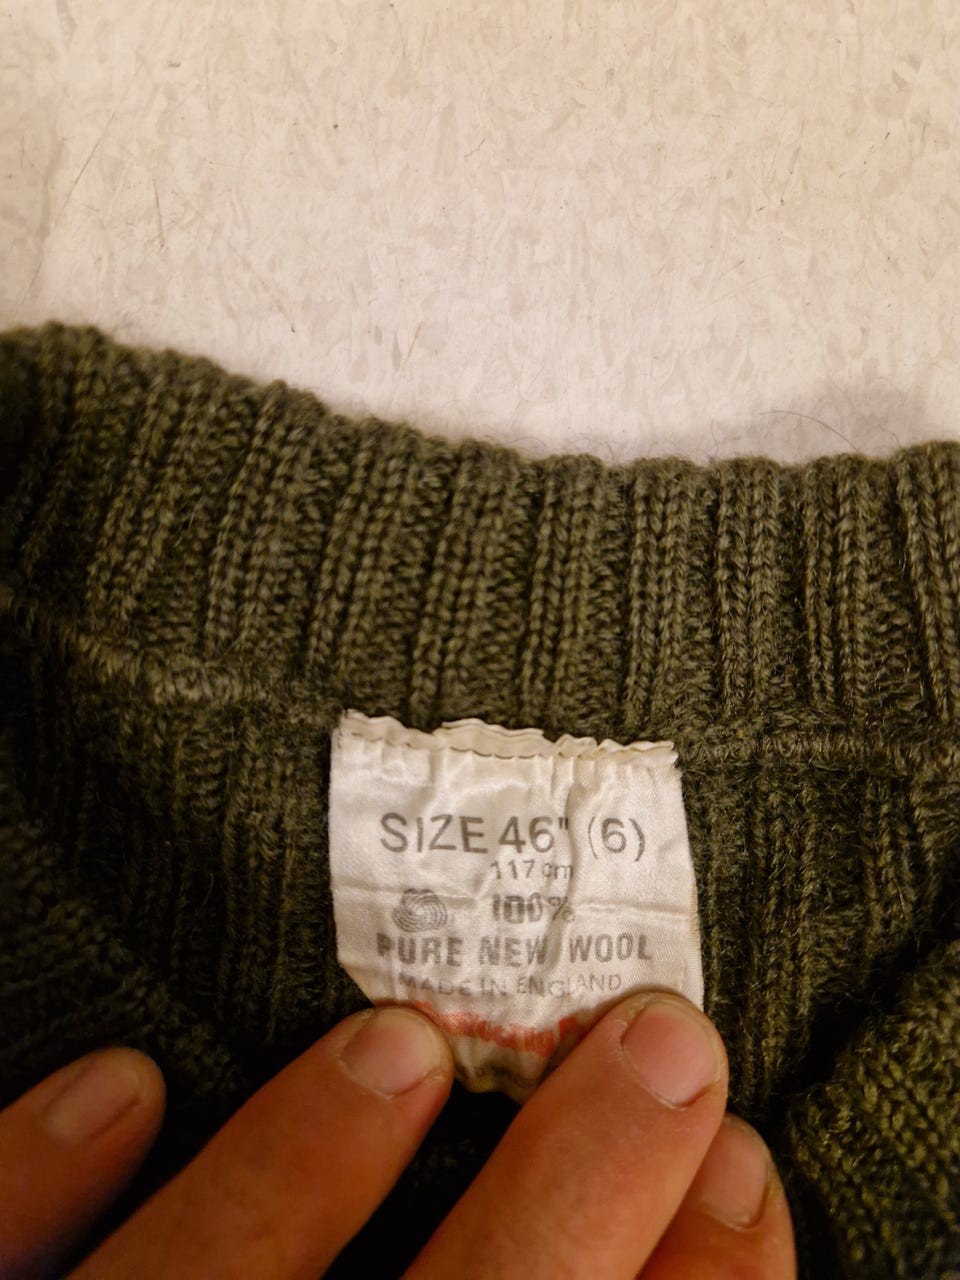 SIZE 46" (6)
117 cm
100%
PURE NEW WOOL
MADE IN ENGLAND